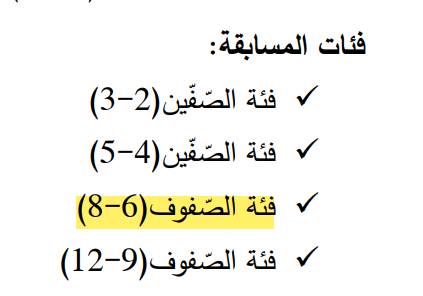 فئات المسابقة:
✓ فئة الصّفّين(2-3)
✓ فئة الصّفّين(4-5)
✓ فئة الصّفوف(6-8)
✓ فئة الصّفوف(9-12)